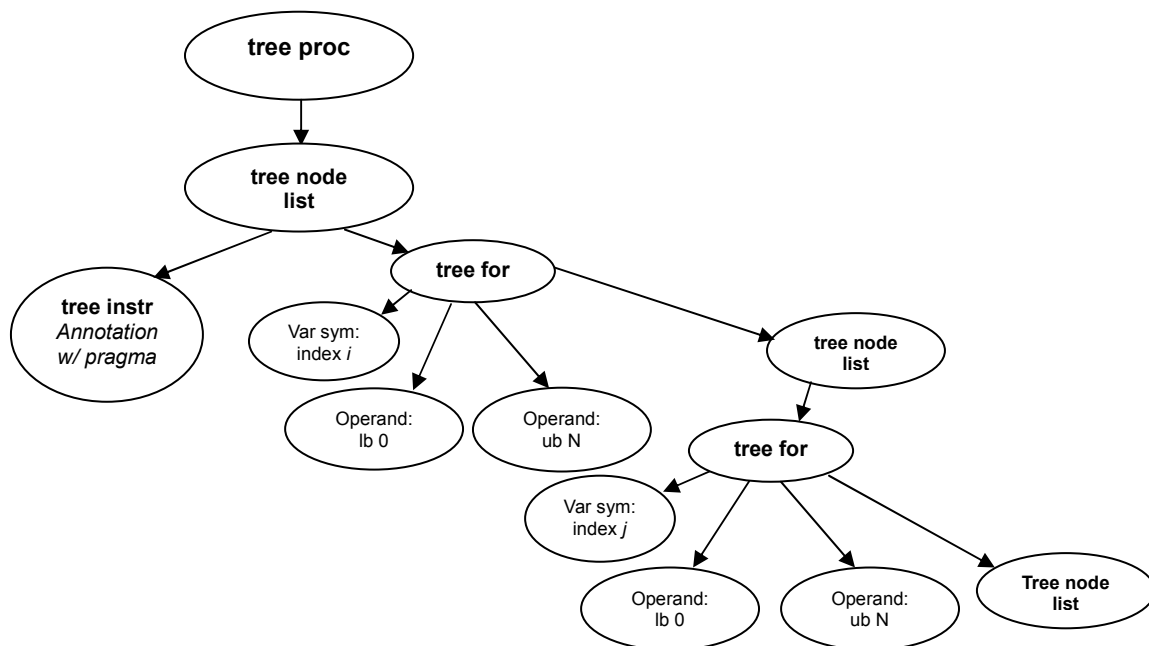 tree proc
tree node
list
tree instr
Annotation
w/ pragma
tree for
Var sym:
index i
Operand:
lb 0
Operand:
ub N
tree node
list
tree for
Var sym:
index j
Operand:
lb 0
Operand:
ub N
Tree node
list